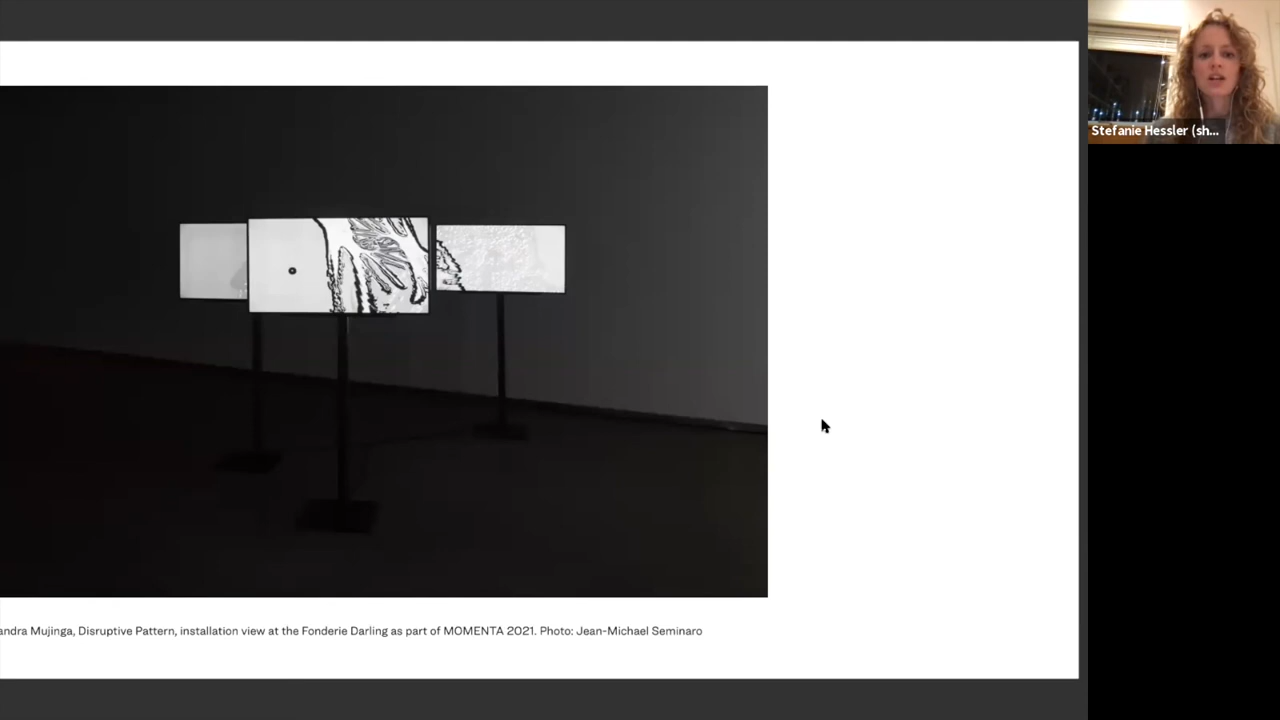 Stefanie Hessler (sh...
andra Mujinga, Disruptive Pattern, installation view at the Fonderie Darling as part of MOMENTA 2021. Photo: Jean-Michael Seminaro